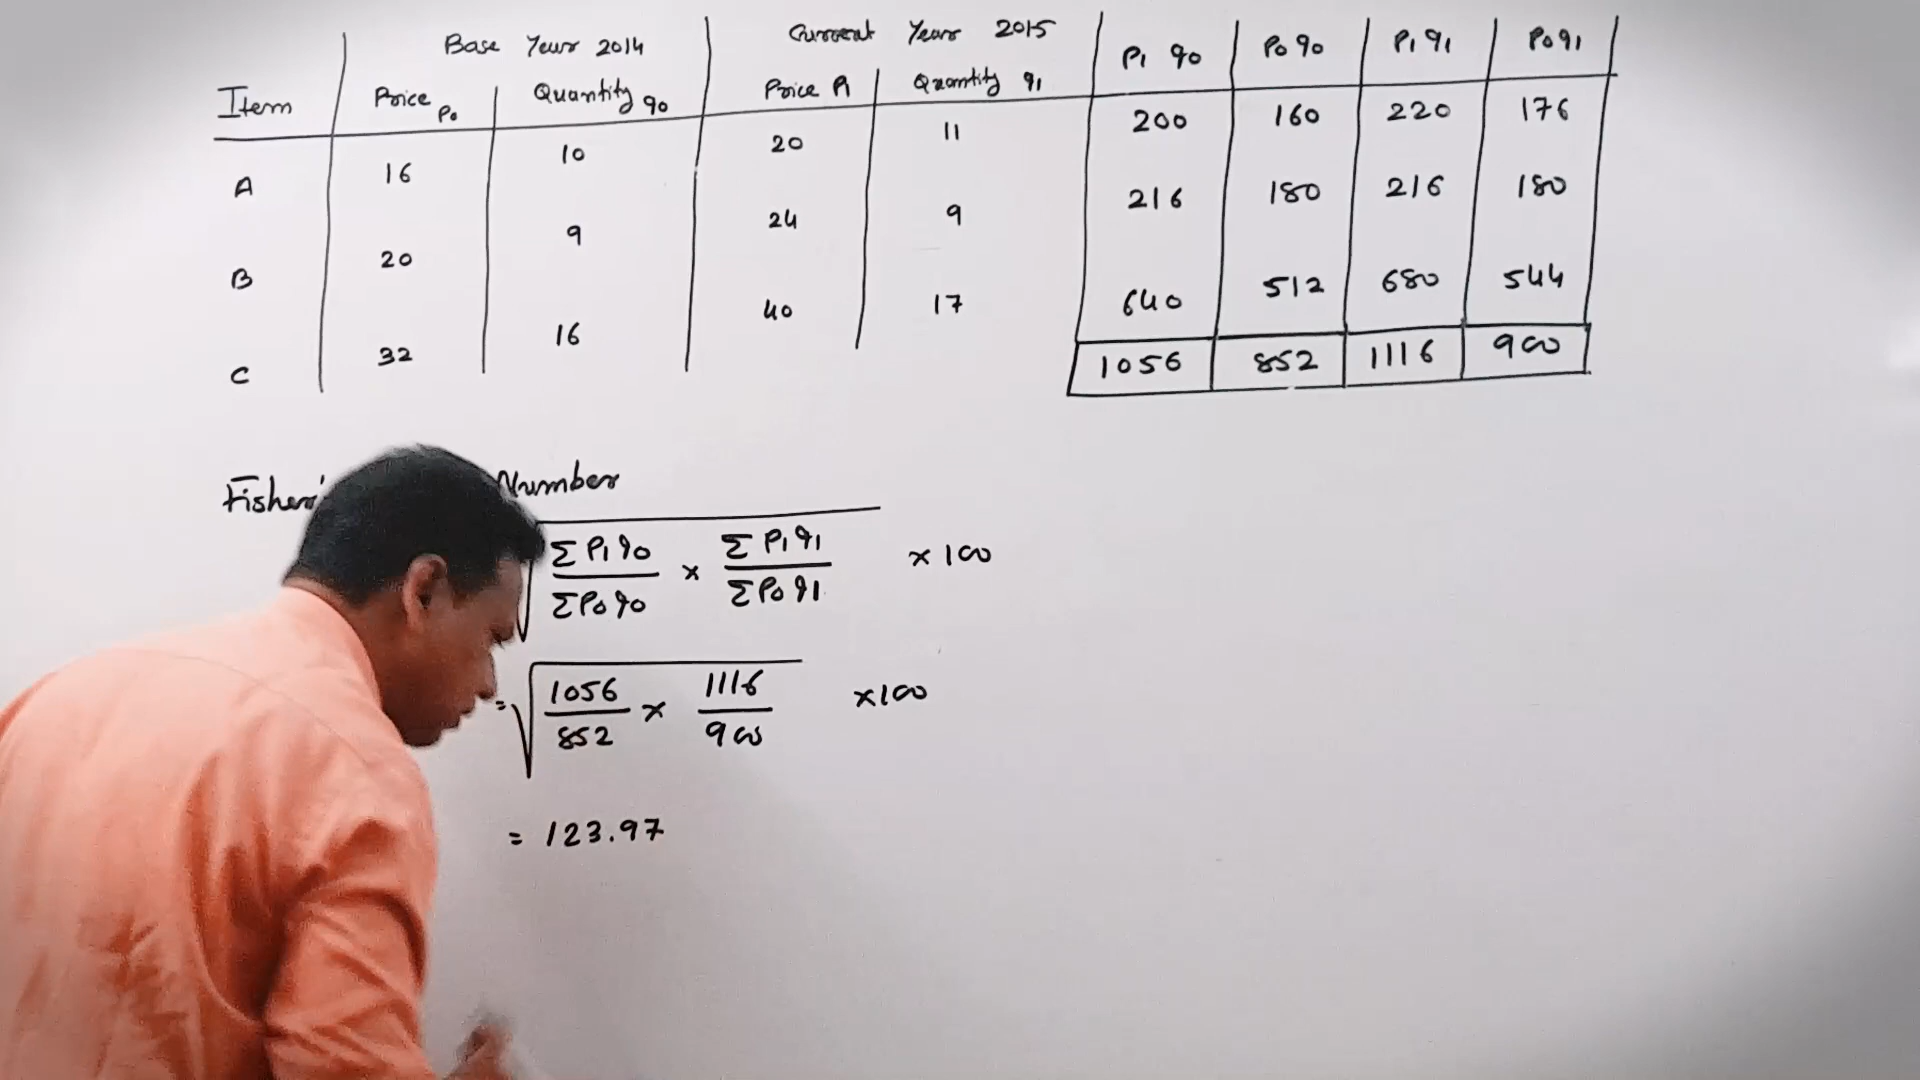 Base Year 2014 Current Year 2015 P₁ q₀ P₀ q₀ P₁ q₁ P₀ q₁
Item Price P₀ Quantity q₀ Price P₁ Quantity q₁
A 16 10 20 11 200 160 220 176
B 20 9 24 9 216 180 216 180
C 32 16 40 17 640 512 680 544
1056 852 1116 900
Number
√ ΣP₁q₀ / ΣP₀q₀ × ΣP₁q₁ / ΣP₀q₁ × 100
= √ 1056 / 852 × 1116 / 900 × 100
= 123.97